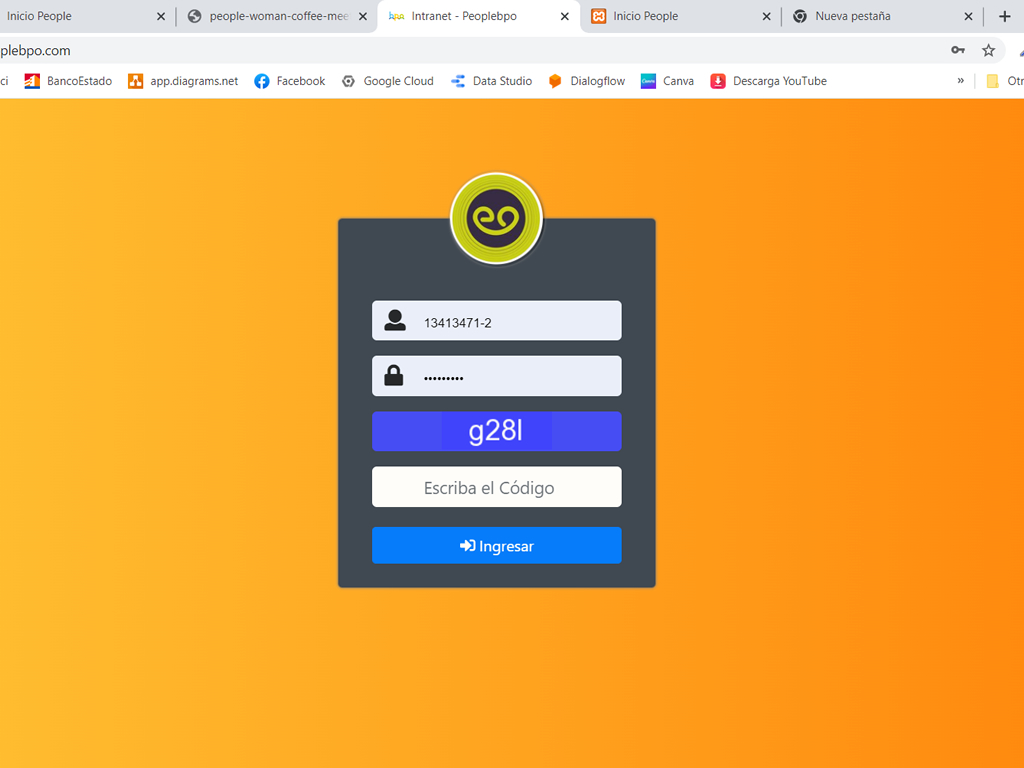 Inicio People
people-woman-coffee-mee
Intranet - Peoplebpo
Inicio People
Nueva pestaña
plebpo.com
ci
BancoEstado
app.diagrams.net
Facebook
Google Cloud
Data Studio
Dialogflow
Canva
Descarga YouTube
»
Otr
13413471-2
•••••••••
g28l
Escriba el Código
Ingresar